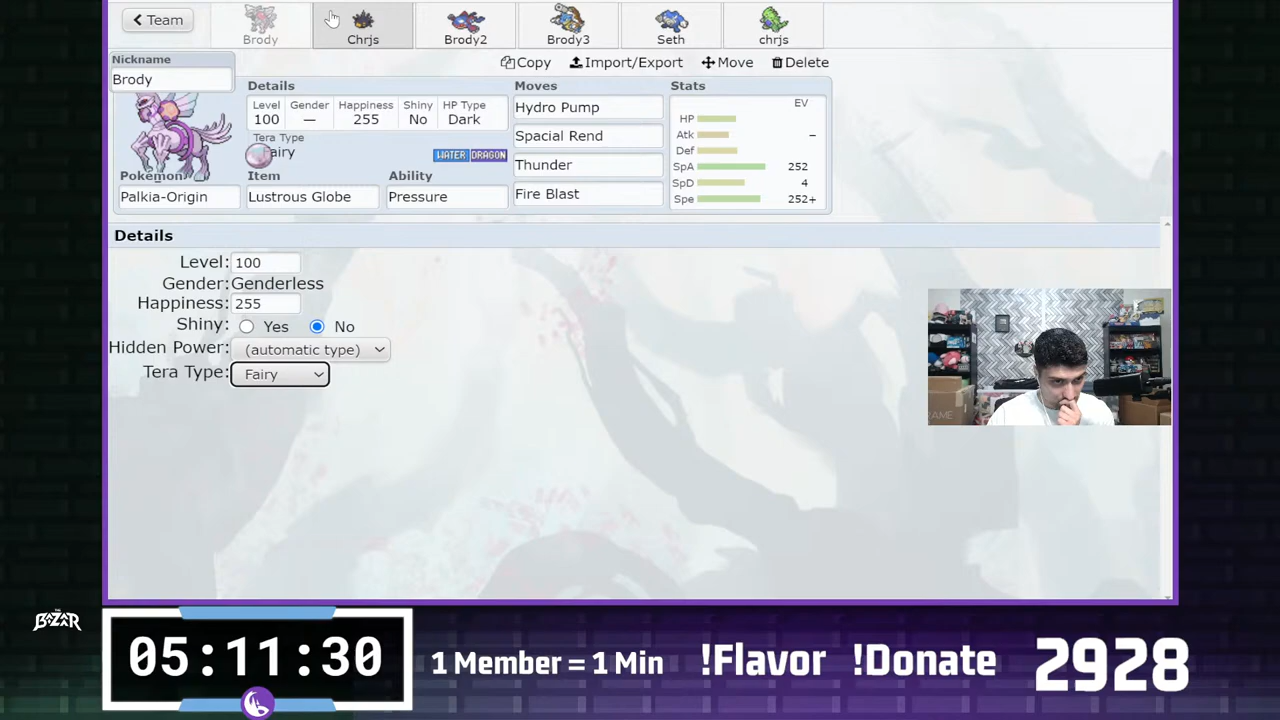 Team
Brody
Chrjs
Brody2
Brody3
Seth
chrjs
Copy
Import/Export
Move
Delete
Nickname
Brody
Details
Moves
Stats
Level
Gender
Happiness
Shiny
HP Type
100
—
255
No
Dark
Tera Type
Fairy
WATER DRAGON
Pokémon
Item
Ability
Palkia-Origin
Lustrous Globe
Pressure
Hydro Pump
Spacial Rend
Thunder
Fire Blast
EV
HP
Atk –
Def
SpA 252
SpD 4
Spe 252+
Details
Level: 100
Gender: Genderless
Happiness: 255
Shiny: Yes No
Hidden Power: (automatic type)
Tera Type: Fairy
THE BAZAR
05:11:30
1 Member = 1 Min
!Flavor
!Donate
2928